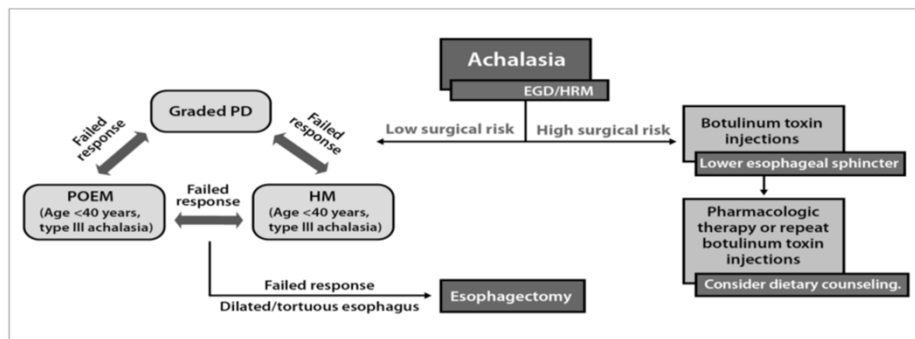 Achalasia
EGD/HRM
Low surgical risk
High surgical risk
Graded PD
Failed
response
Failed
response
POEM
(Age <40 years,
type III achalasia)
Failed
response
HM
(Age <40 years,
type III achalasia)
Failed response
Dilated/tortuous esophagus
Esophagectomy
Botulinum toxin
injections
Lower esophageal sphincter
Pharmacologic
therapy or repeat
botulinum toxin
injections
Consider dietary counseling.